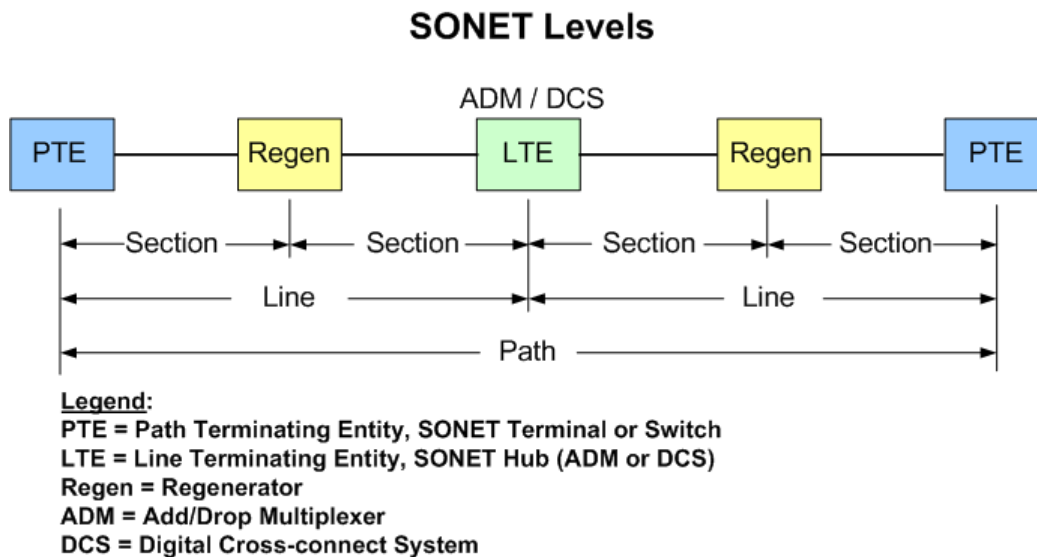 SONET Levels
ADM / DCS
PTE Regen LTE Regen PTE
Section Section Section Section
Line Line
Path
Legend:
PTE = Path Terminating Entity, SONET Terminal or Switch
LTE = Line Terminating Entity, SONET Hub (ADM or DCS)
Regen = Regenerator
ADM = Add/Drop Multiplexer
DCS = Digital Cross-connect System